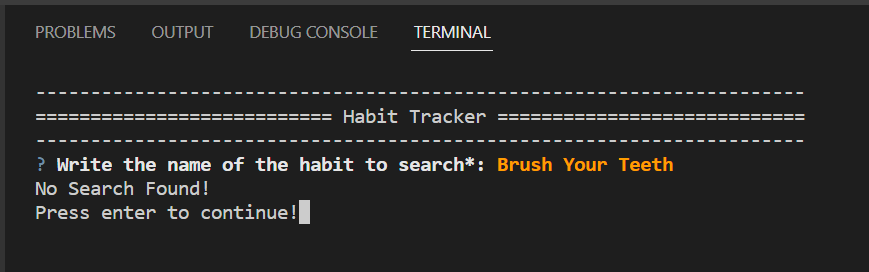 PROBLEMS OUTPUT DEBUG CONSOLE TERMINAL
----------------------------------------------------------------------
=========================== Habit Tracker ============================
----------------------------------------------------------------------
? Write the name of the habit to search*: Brush Your Teeth
No Search Found!
Press enter to continue!